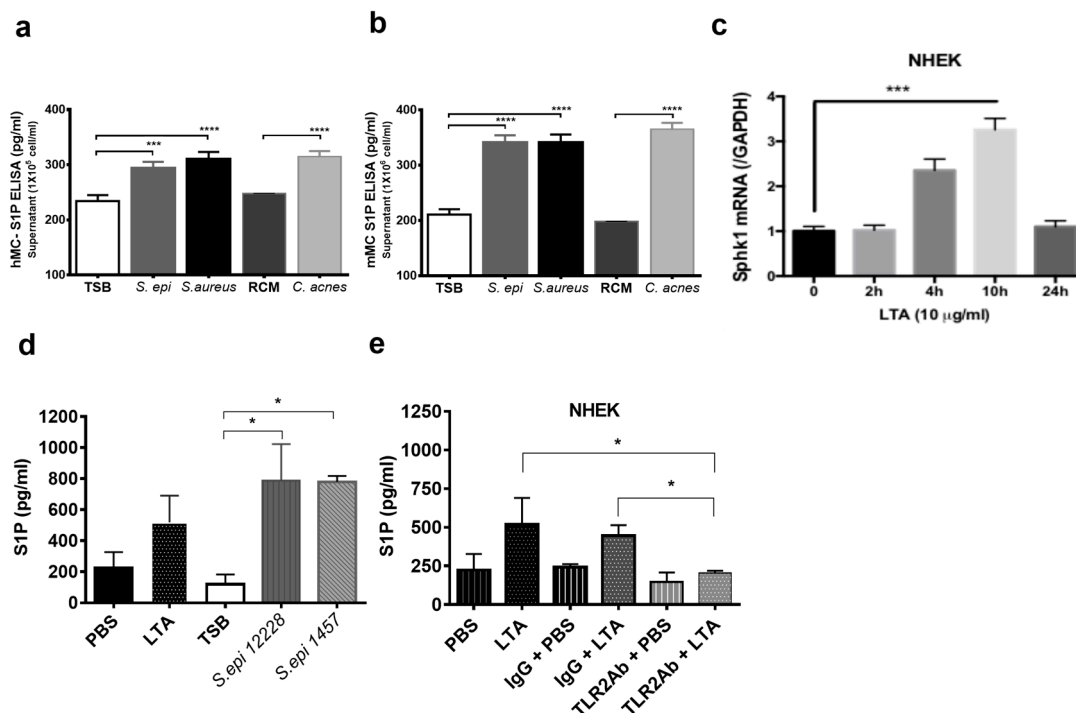 a
hMC- S1P ELISA (pg/ml)
Supernatant (1X10⁶ cell/ml)
400
300
200
100
***
****
****
TSB S. epi S.aureus RCM C. acnes
b
mMC S1P ELISA (pg/ml)
Supernatant (1X10⁶ cell/ml)
400
300
200
100
****
****
****
TSB S. epi S.aureus RCM C. acnes
c
NHEK
Sphk1 mRNA (/GAPDH)
4
3
2
1
0
***
0 2h 4h 10h 24h
LTA (10 μg/ml)
d
S1P (pg/ml)
1200
1000
800
600
400
200
0
*
*
PBS LTA TSB S.epi 12228 S.epi 1457
e
NHEK
S1P (pg/ml)
1250
1000
750
500
250
0
*
*
PBS LTA IgG + PBS IgG + LTA TLR2Ab + PBS TLR2Ab + LTA